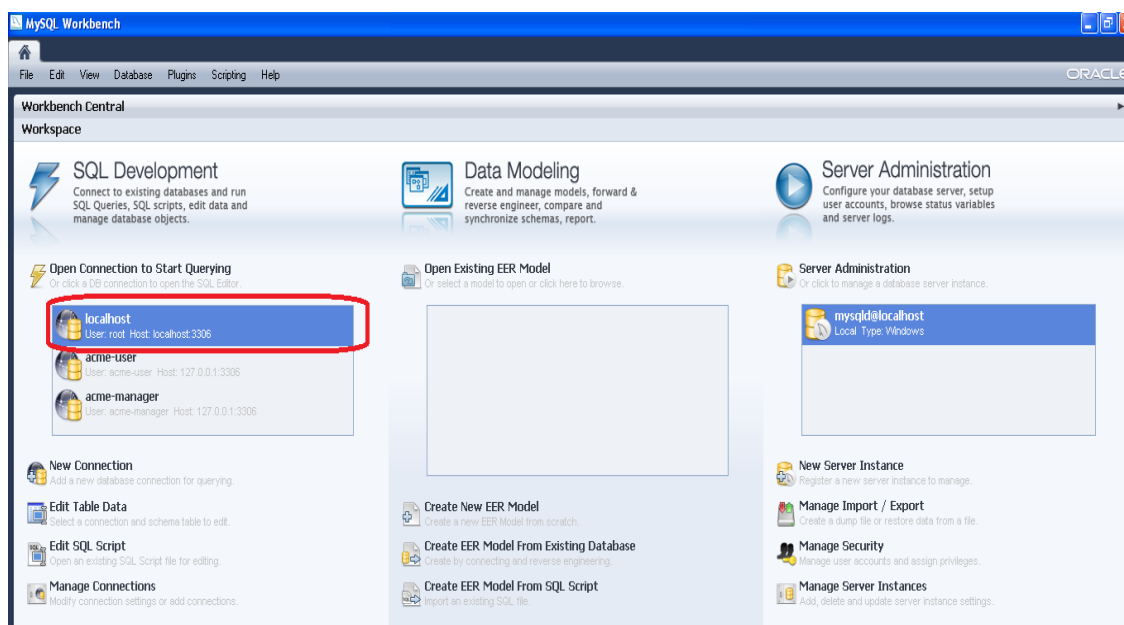 MySQL Workbench
File Edit View Database Plugins Scripting Help
ORACLE
Workbench Central
Workspace
SQL Development
Connect to existing databases and run
SQL Queries, SQL scripts, edit data and
manage database objects.
Open Connection to Start Querying
Or click a DB connection to open the SQL Editor.
localhost
User: root Host: localhost:3306
acme-user
User: acme-user Host: 127.0.0.1:3306
acme-manager
User: acme-manager Host: 127.0.0.1:3306
New Connection
Add a new database connection for querying.
Edit Table Data
Select a connection and schema table to edit.
Edit SQL Script
Open an existing SQL Script file for editing.
Manage Connections
Modify connection settings or add connections.
Data Modeling
Create and manage models, forward &
reverse engineer, compare and
synchronize schemas, report.
Open Existing EER Model
Or select a model to open or click here to browse.
Create New EER Model
Create a new EER Model from scratch.
Create EER Model From Existing Database
Create by connecting and reverse engineering.
Create EER Model From SQL Script
Import an existing SQL file.
Server Administration
Configure your database server, setup
user accounts, browse status variables
and server logs.
Server Administration
Or click to manage a database server instance.
mysqld@localhost
Local Type: Windows
New Server Instance
Register a new server instance to manage.
Manage Import / Export
Create a dump file or restore data from a file.
Manage Security
Manage user accounts and assign privileges.
Manage Server Instances
Add, delete and update server instance settings.